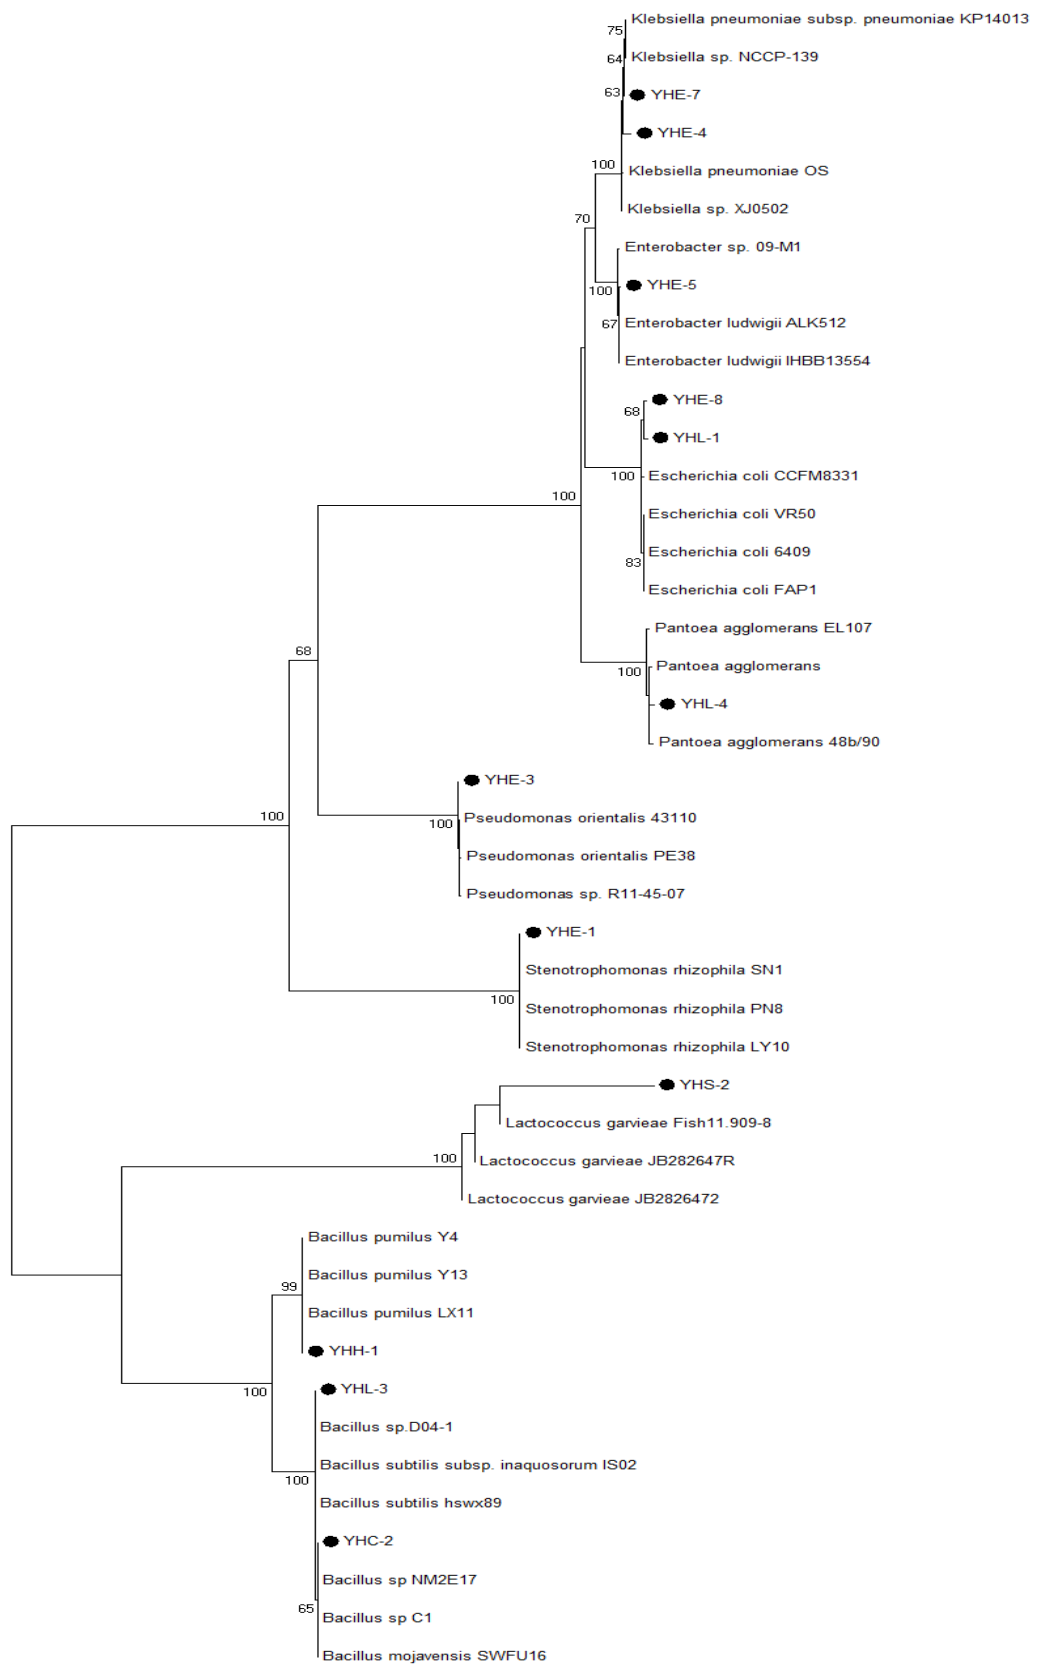 Klebsiella pneumoniae subsp. pneumoniae KP14013
75
64
Klebsiella sp. NCCP-139
63
YHE-7
YHE-4
100
Klebsiella pneumoniae OS
Klebsiella sp. XJ0502
70
Enterobacter sp. 09-M1
100
YHE-5
67
Enterobacter ludwigii ALK512
Enterobacter ludwigii IHBB13554
YHE-8
68
YHL-1
100
Escherichia coli CCFM8331
100
Escherichia coli VR50
Escherichia coli 6409
83
Escherichia coli FAP1
Pantoea agglomerans EL107
68
100
Pantoea agglomerans
YHL-4
Pantoea agglomerans 48b/90
YHE-3
100
100
Pseudomonas orientalis 43110
Pseudomonas orientalis PE38
Pseudomonas sp. R11-45-07
YHE-1
Stenotrophomonas rhizophila SN1
100
Stenotrophomonas rhizophila PN8
Stenotrophomonas rhizophila LY10
YHS-2
Lactococcus garvieae Fish11.909-8
100
Lactococcus garvieae JB282647R
Lactococcus garvieae JB2826472
Bacillus pumilus Y4
Bacillus pumilus Y13
99
Bacillus pumilus LX11
YHH-1
100
YHL-3
Bacillus sp.D04-1
Bacillus subtilis subsp. inaquosorum IS02
100
Bacillus subtilis hswx89
YHC-2
Bacillus sp NM2E17
65
Bacillus sp C1
Bacillus mojavensis SWFU16